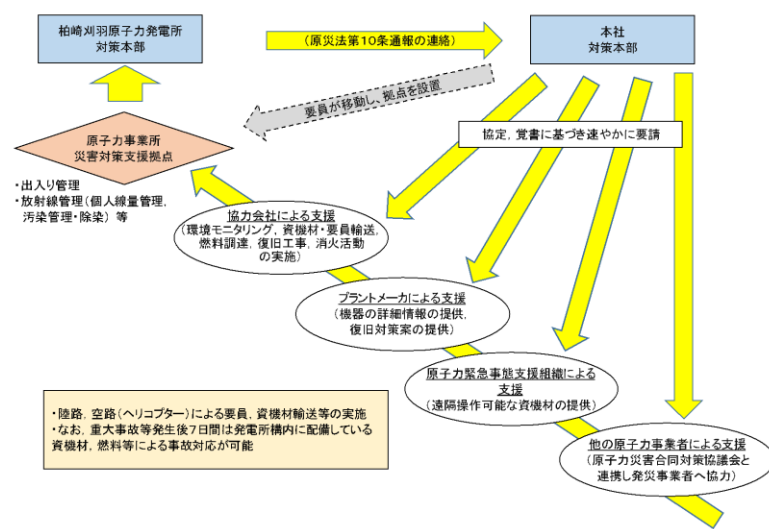 柏崎刈羽原子力発電所
対策本部
(原災法第10条通報の連絡)
本社
対策本部
要員が移動し、拠点を設置
原子力事業所
災害対策支援拠点
協定，覚書に基づき速やかに要請
・出入り管理
・放射線管理(個人線量管理，
汚染管理・除染) 等
協力会社による支援
(環境モニタリング，資機材・要員輸送，
燃料調達，復旧工事，消火活動
の実施)
プラントメーカによる支援
(機器の詳細情報の提供，
復旧対策案の提供)
原子力緊急事態支援組織による
支援
(遠隔操作可能な資機材の提供)
他の原子力事業者による支援
(原子力災害合同対策協議会と
連携し発災事業者へ協力)
・陸路，空路(ヘリコプター)による要員、資機材輸送等の実施
・なお，重大事故等発生後7日間は発電所構内に配備している
資機材，燃料等による事故対応が可能